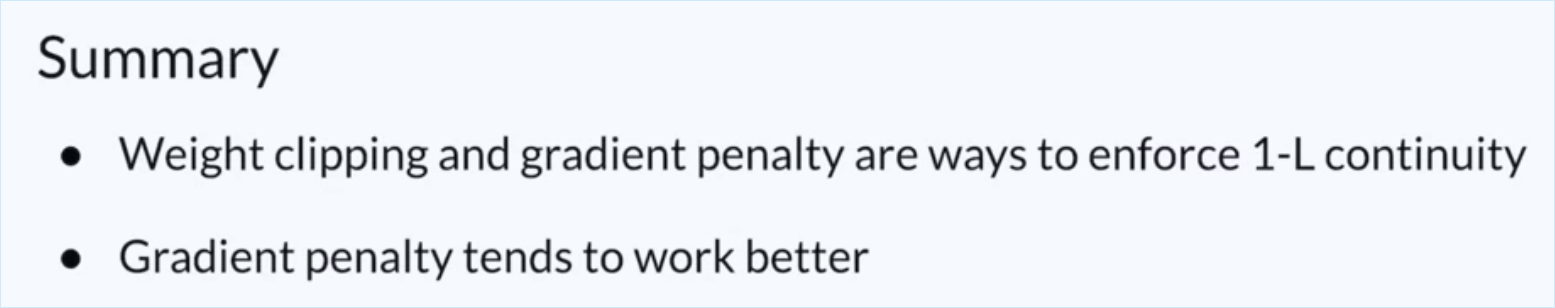 Summary
● Weight clipping and gradient penalty are ways to enforce 1-L continuity
● Gradient penalty tends to work better